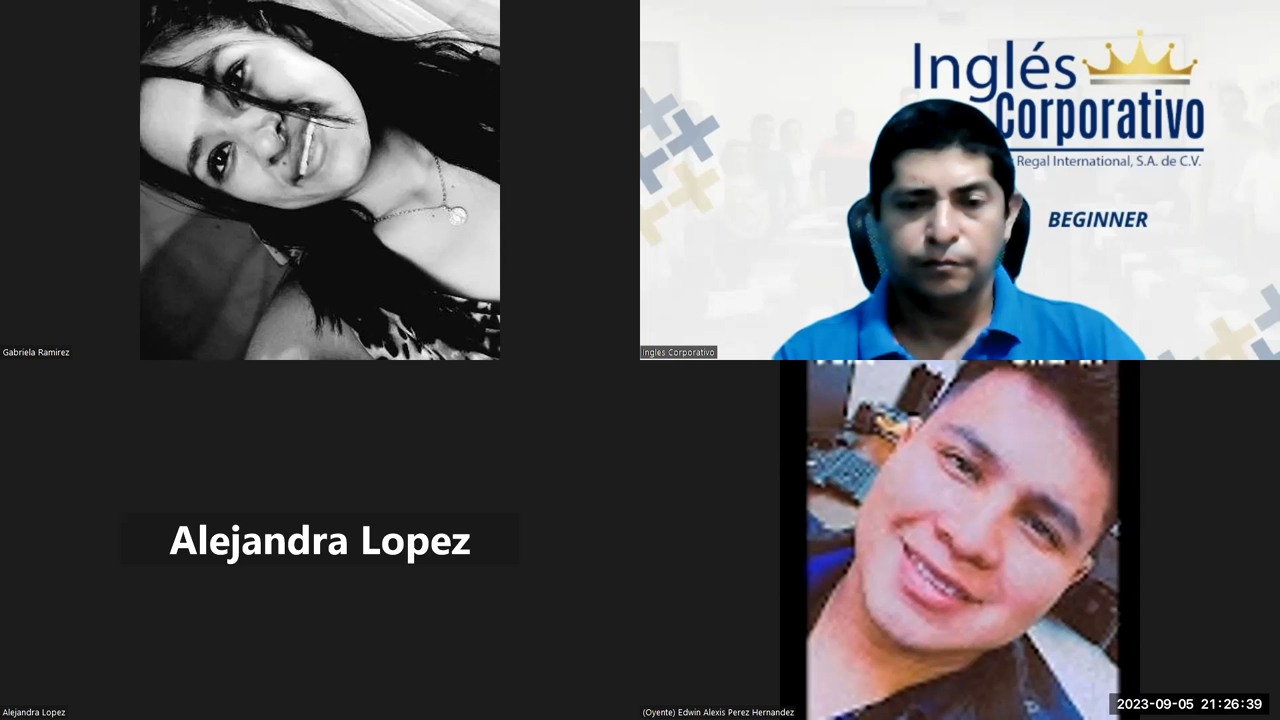 Inglés
Corporativo
Regal International, S.A. de C.V.
BEGINNER
Gabriela Ramirez
Ingles Corporativo
Alejandra Lopez
Alejandra Lopez
(Oyente) Edwin Alexis Perez Hernandez
2023-09-05 21:26:39